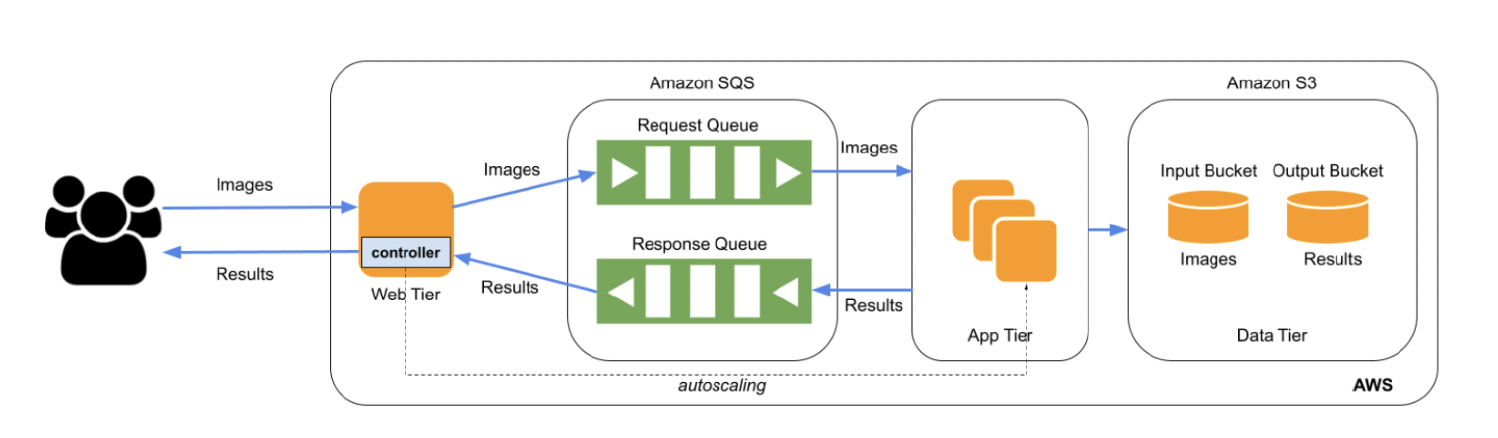 Amazon SQS
Amazon S3
Request Queue
Images
Images
Images
Input Bucket
Output Bucket
controller
Results
Web Tier
Response Queue
Results
Results
App Tier
Images
Results
Data Tier
autoscaling
AWS